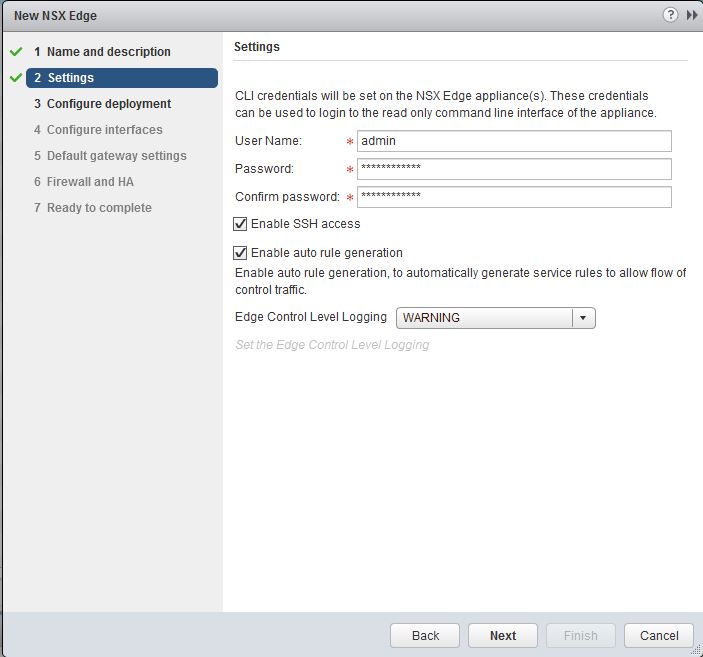 New NSX Edge
?
1 Name and description
2 Settings
3 Configure deployment
4 Configure interfaces
5 Default gateway settings
6 Firewall and HA
7 Ready to complete
Settings
CLI credentials will be set on the NSX Edge appliance(s). These credentials
can be used to login to the read only command line interface of the appliance.
User Name: * admin
Password: * ************
Confirm password: * ************
Enable SSH access
Enable auto rule generation
Enable auto rule generation, to automatically generate service rules to allow flow of
control traffic.
Edge Control Level Logging WARNING
Set the Edge Control Level Logging
Back Next Finish Cancel